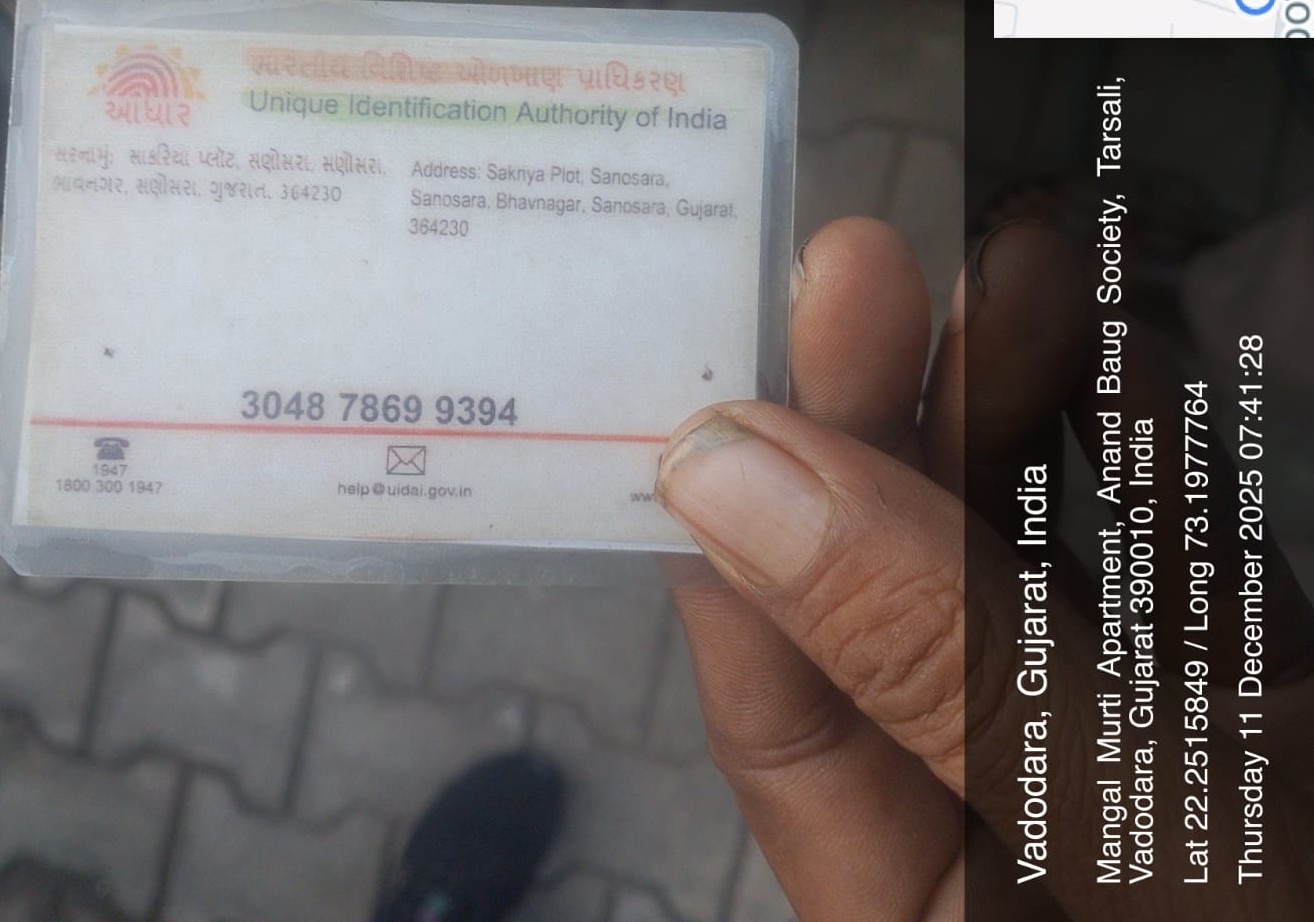 ભારતીય વિશિષ્ટ ઓળખાણ પ્રાધિકરણ
Unique Identification Authority of India
આધાર
સરનામું: સાકરિયા પ્લોટ, સણોસરા, સણોસરા,
ભાવનગર, સણોસરા, ગુજરાત, 364230
Address: Sakriya Plot, Sanosara,
Sanosara, Bhavnagar, Sanosara, Gujarat,
364230
3048 7869 9394
1947
1800 300 1947
help@uidai.gov.in
Vadodara, Gujarat, India
Mangal Murti Apartment, Anand Baug Society, Tarsali,
Vadodara, Gujarat 390010, India
Lat 22.2515849 / Long 73.1977764
Thursday 11 December 2025 07:41:28